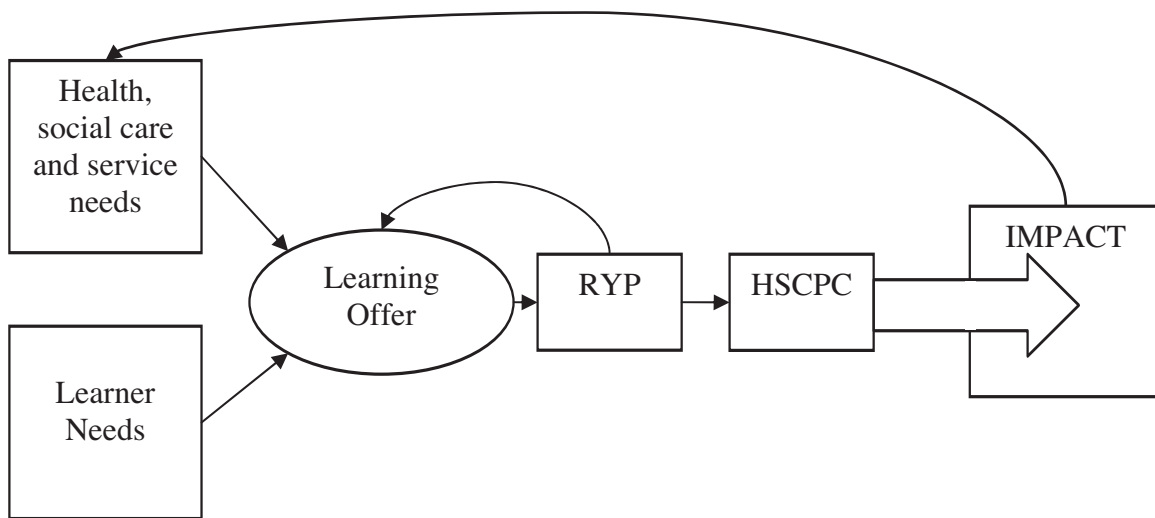 Health,
social care
and service
needs
Learner
Needs
Learning
Offer
RYP
HSCPC
IMPACT